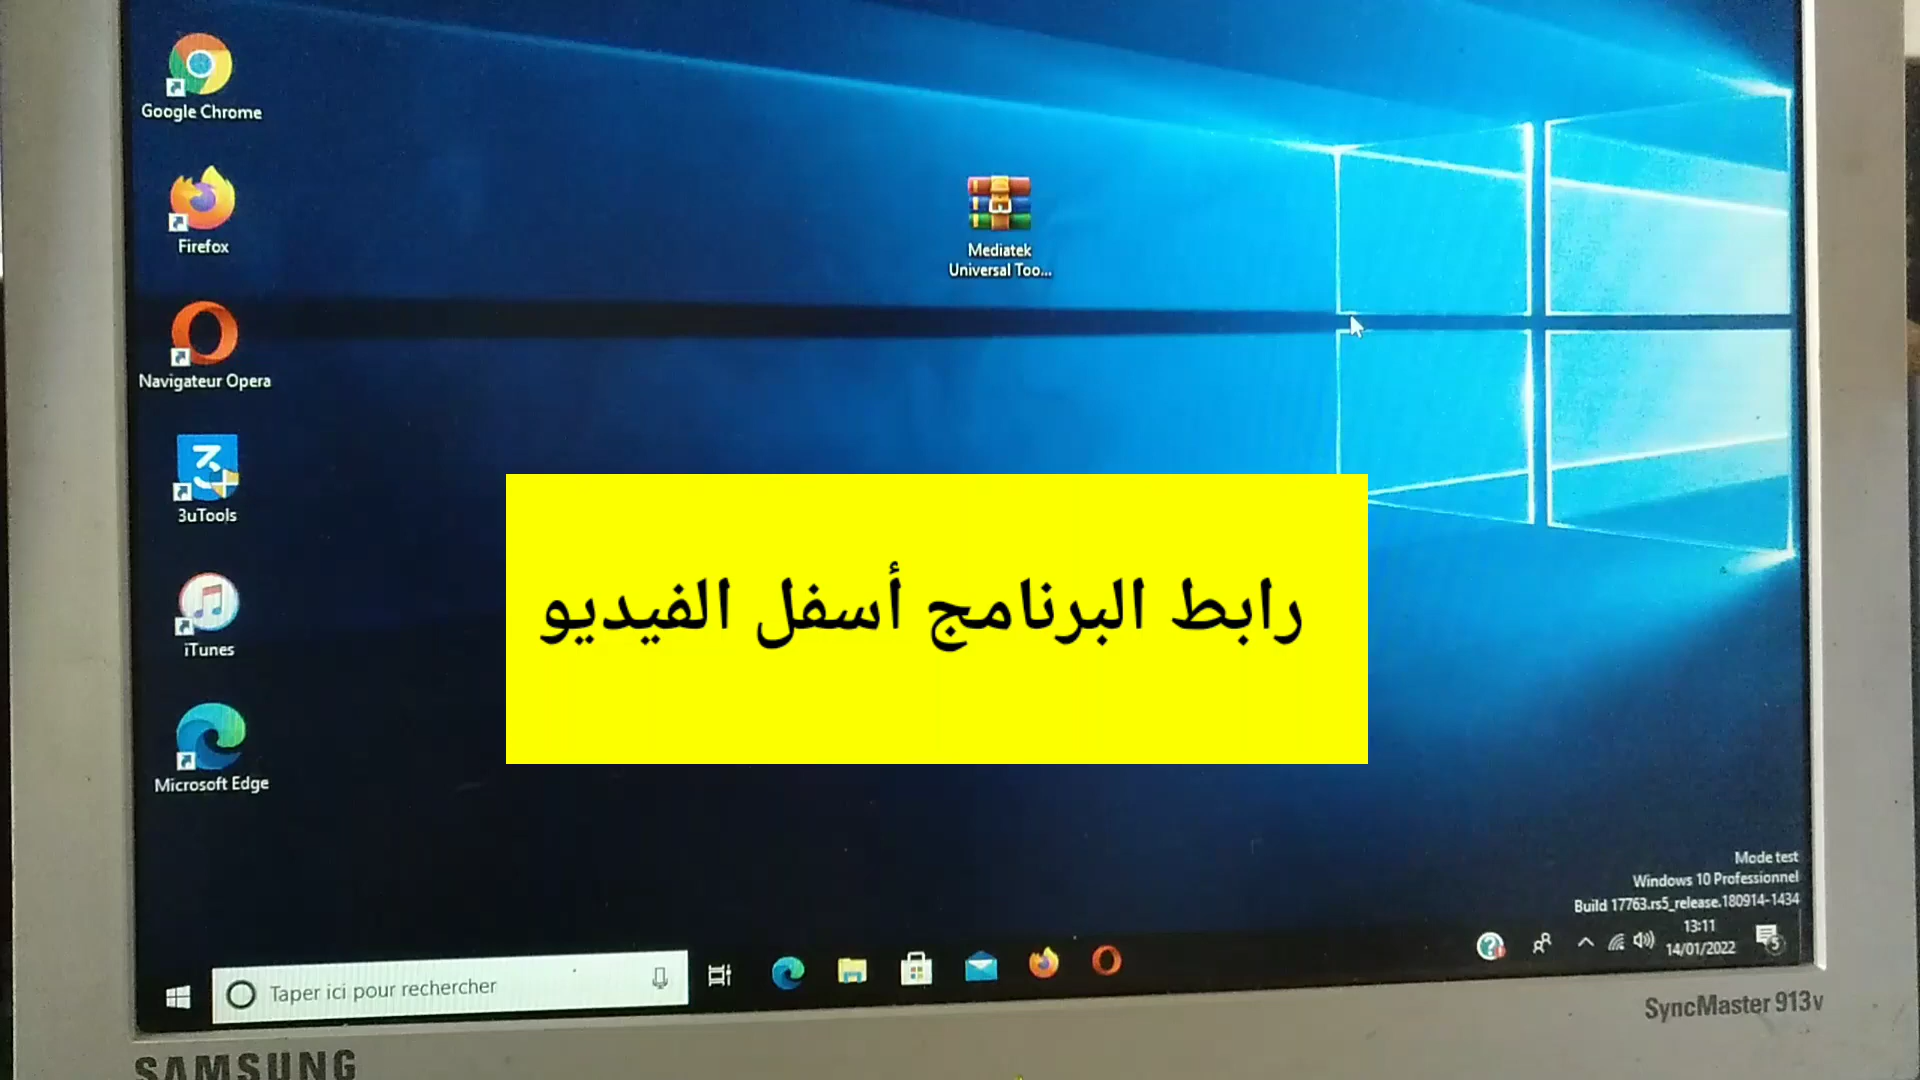 Google Chrome
Firefox
Navigateur Opera
3uTools
iTunes
Microsoft Edge
Mediatek
Universal Too...
رابط البرنامج أسفل الفيديو
Mode test
Windows 10 Professionnel
Build 17763.rs5_release.180914-1434
13:11
14/01/2022
5
Taper ici pour rechercher
SyncMaster 913v
SAMSUNG